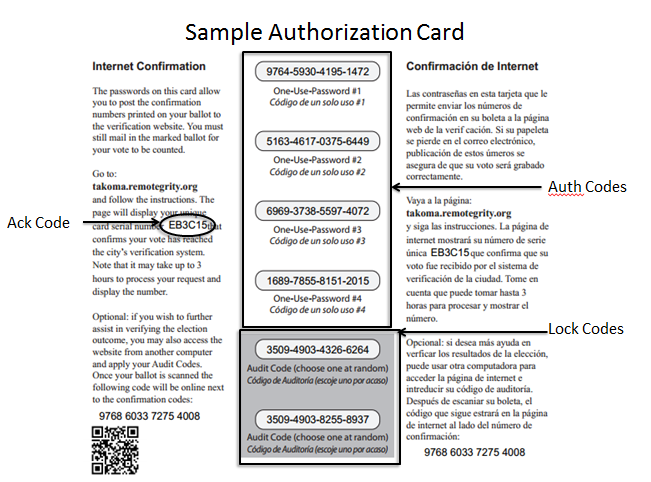 Sample Authorization Card
Internet Confirmation
The passwords on this card allow
you to post the confirmation
numbers printed on your ballot to
the verification website. You must
still mail in the marked ballot for
your vote to be counted.
Go to:
takoma.remotegrity.org
and follow the instructions. The
page will display your unique
card serial number EB3C15 that
confirms your vote has reached
the city's verification system.
Note that it may take up to 3
hours to process your request and
display the number.
Optional: if you wish to further
assist in verifying the election
outcome, you may also access the
website from another computer
and apply your Audit Codes.
Once your ballot is scanned the
following code will be online next
to the confirmation codes:
9768 6033 7275 4008
Ack Code
9764-5930-4195-1472
One-Use-Password #1
Código de un solo uso #1
5163-4617-0375-6449
One-Use-Password #2
Código de un solo uso #2
6969-3738-5597-4072
One-Use-Password #3
Código de un solo uso #3
1689-7855-8151-2015
One-Use-Password #4
Código de un solo uso #4
3509-4903-4326-6264
Audit Code (choose one at random)
Código de Auditoría (escoje uno por acaso)
3509-4903-8255-8937
Audit Code (choose one at random)
Código de Auditoría (escoje uno por acaso)
Confirmación de Internet
Las contraseñas en esta tarjeta que le
permite enviar los números de
confirmación en su boleta a la página
web de la verif cación. Si su papeleta
se pierde en el correo electrónico,
publicación de estos úmeros se
asegura de que su voto será grabado
correctamente.
Vaya a la página:
takoma.remotegrity.org
y siga las instrucciones. La página de
internet mostrará su número de serie
única EB3C15 que confirma que su
voto fue recibido por el sistema de
verificación de la ciudad. Tome en
cuenta que puede tomar hasta 3
horas para procesar y mostrar el
número.
Opcional: si desea más ayuda en
verficar los resultados de la elección,
puede usar otra computadora para
acceder la página de internet e
intreducir su código de auditoría.
Después de escaniar su boleta, el
código que sigue estrará en la página
de internet al lado del número de
confirmación:
9768 6033 7275 4008
Auth Codes
Lock Codes